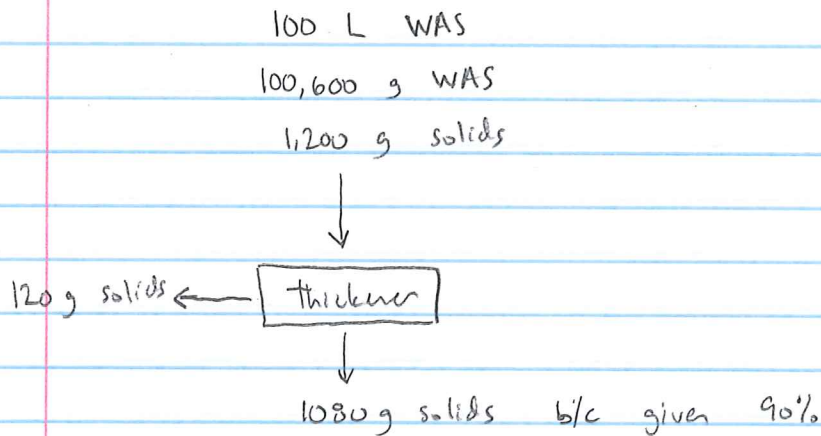 100 L WAS
100,600 g WAS
1,200 g solids
120 g solids
thickener
1080 g solids b/c given 90%